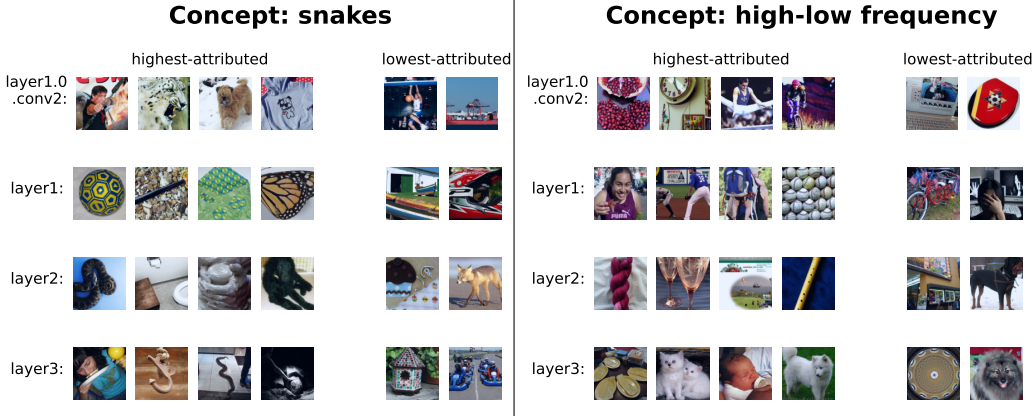 Concept: snakes
highest-attributed lowest-attributed
layer1.0
.conv2:
layer1:
layer2:
layer3:
Concept: high-low frequency
highest-attributed lowest-attributed
layer1.0
.conv2:
layer1:
PUMA
layer2:
layer3: